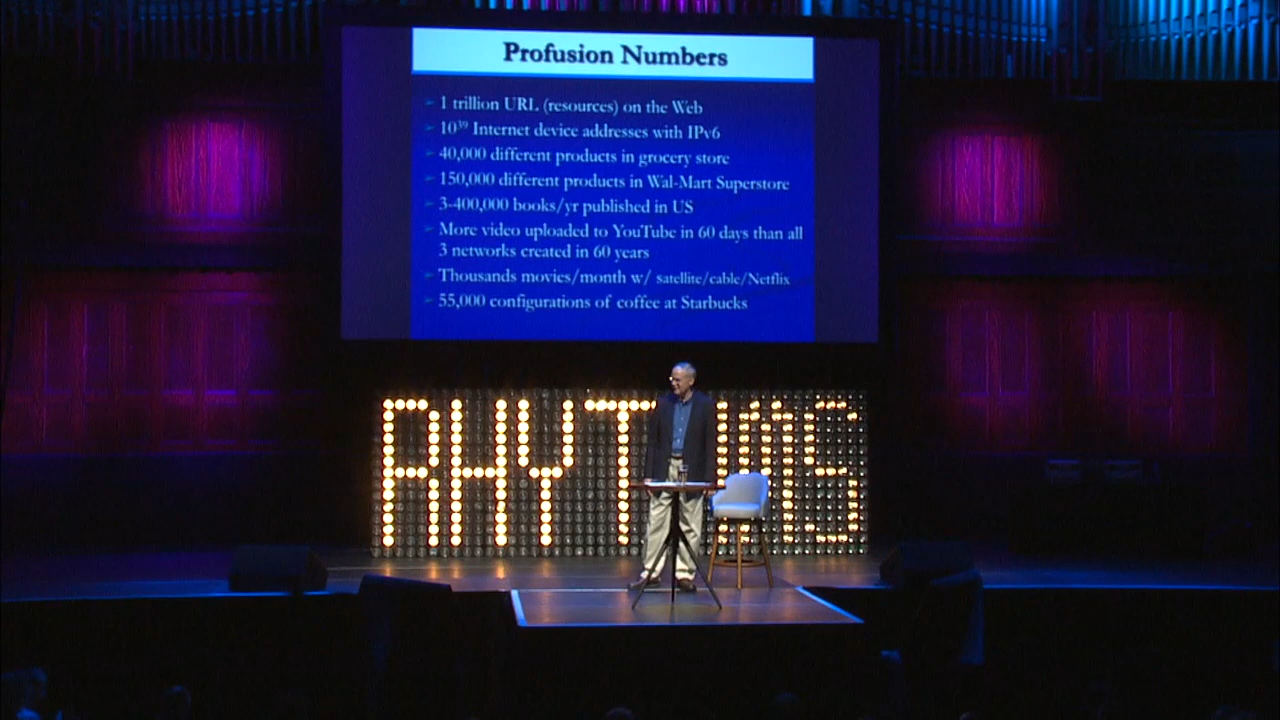 Profusion Numbers
1 trillion URL (resources) on the Web
10³⁹ Internet device addresses with IPv6
40,000 different products in grocery store
150,000 different products in Wal-Mart Superstore
3-400,000 books/yr published in US
More video uploaded to YouTube in 60 days than all
3 networks created in 60 years
Thousands movies/month w/ satellite/cable/Netflix
55,000 configurations of coffee at Starbucks